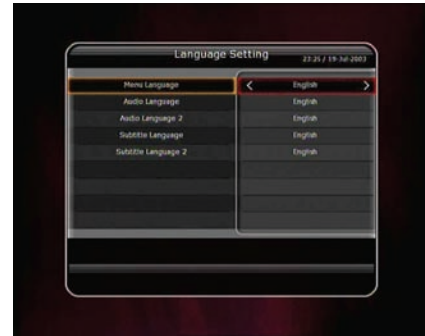 Language Setting 23:25 / 19-Jul-2003
Menu Language < English >
Audio Language English
Audio Language 2 English
Subtitle Language English
Subtitle Language 2 English